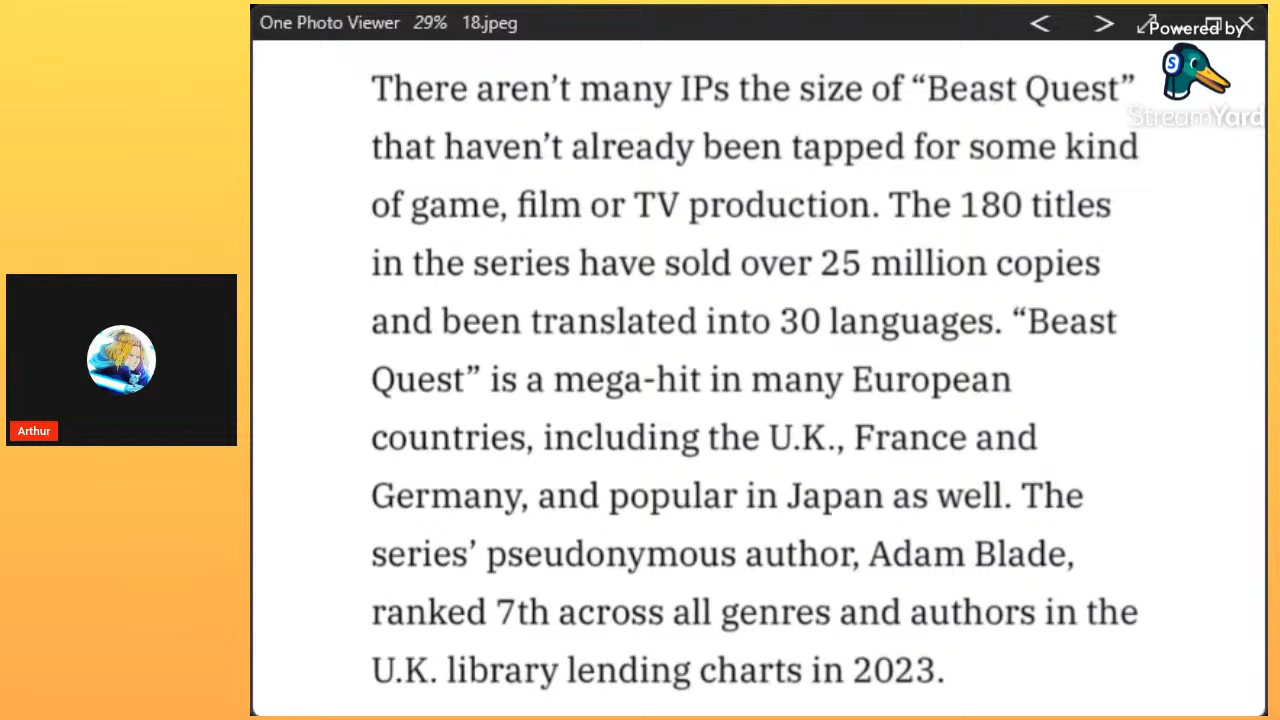 One Photo Viewer 29% 18.jpeg
Powered by
StreamYard
There aren’t many IPs the size of “Beast Quest”
that haven’t already been tapped for some kind
of game, film or TV production. The 180 titles
in the series have sold over 25 million copies
and been translated into 30 languages. “Beast
Quest” is a mega-hit in many European
countries, including the U.K., France and
Germany, and popular in Japan as well. The
series’ pseudonymous author, Adam Blade,
ranked 7th across all genres and authors in the
U.K. library lending charts in 2023.
Arthur